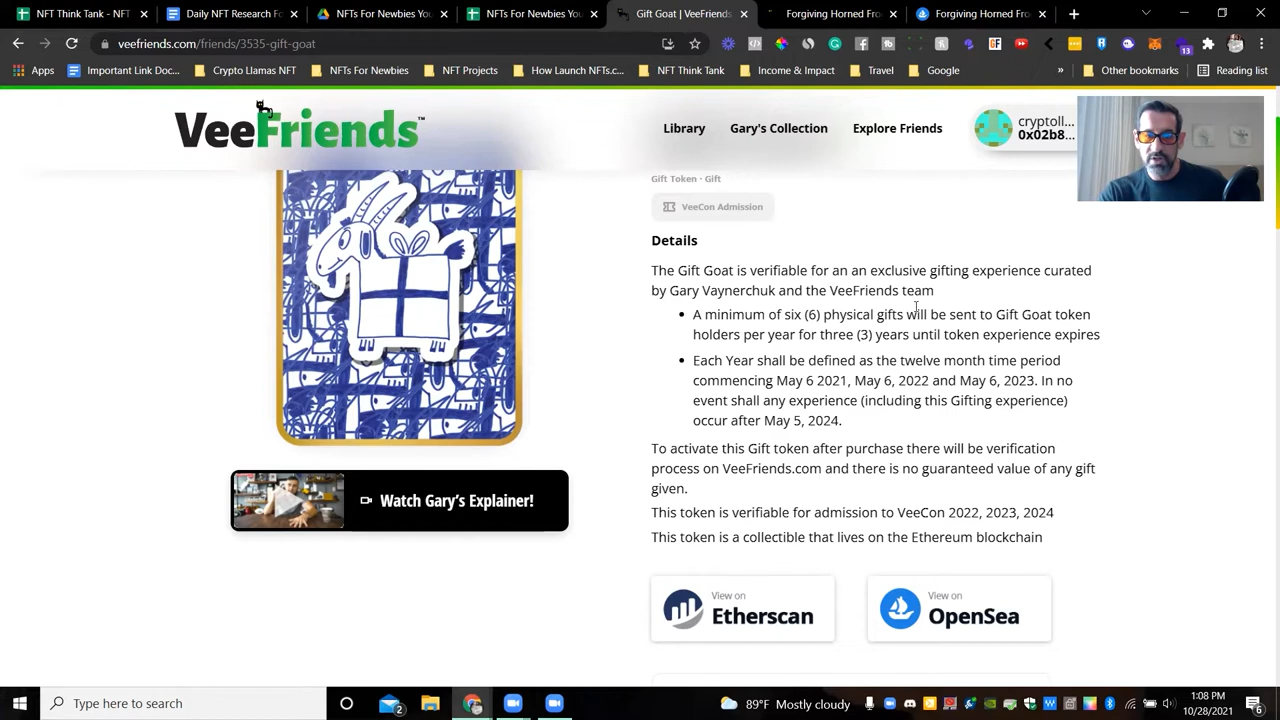 Think Tank - NFT
Daily NFT Research Fo
NFTs For Newbies You
NFTs For Newbies You
Gift Goat | VeeFriends
Forgiving Horned Fro
Forgiving Horned Fro
veefriends.com/friends/3535-gift-goat
13
Apps
Important Link Doc...
Crypto Llamas NFT
NFTs For Newbies
NFT Projects
How Launch NFTs.c...
NFT Think Tank
Income & Impact
Travel
Google
»
Other bookmarks
Reading list
VeeFriends™
Library
Gary's Collection
Explore Friends
cryptoll...
0x02b8...
Gift Token · Gift
VeeCon Admission
Details
The Gift Goat is verifiable for an an exclusive gifting experience curated
by Gary Vaynerchuk and the VeeFriends team
• A minimum of six (6) physical gifts will be sent to Gift Goat token
holders per year for three (3) years until token experience expires
• Each Year shall be defined as the twelve month time period
commencing May 6 2021, May 6, 2022 and May 6, 2023. In no
event shall any experience (including this Gifting experience)
occur after May 5, 2024.
To activate this Gift token after purchase there will be verification
process on VeeFriends.com and there is no guaranteed value of any gift
given.
This token is verifiable for admission to VeeCon 2022, 2023, 2024
This token is a collectible that lives on the Ethereum blockchain
Watch Gary's Explainer!
View on
Etherscan
View on
OpenSea
Type here to search
2
89°F Mostly cloudy
1:08 PM
10/28/2021
6